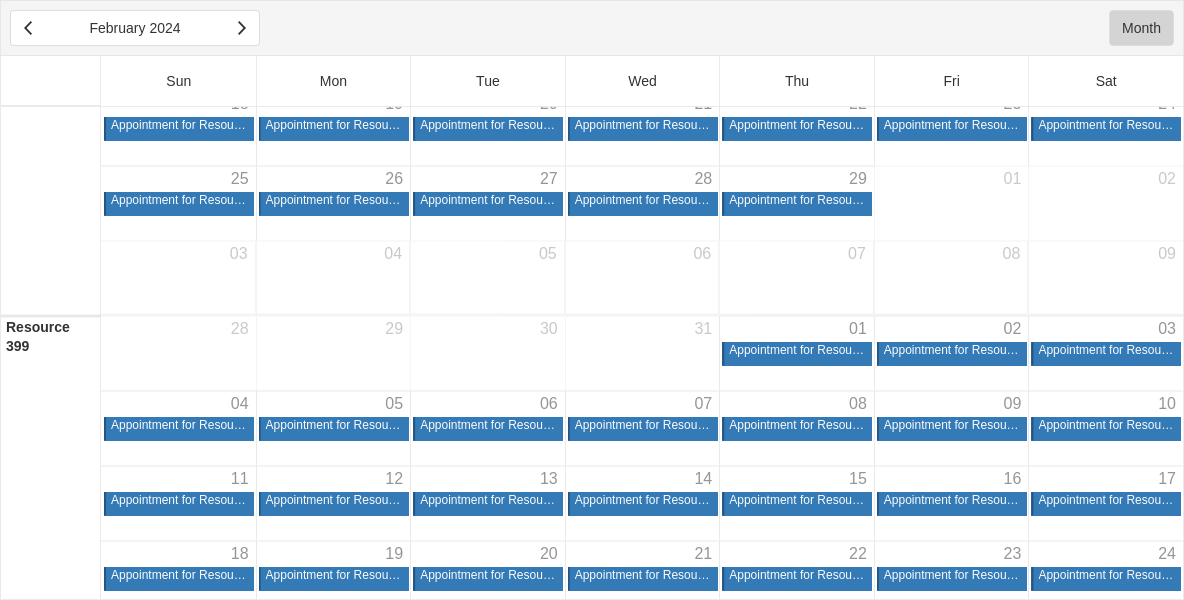 February 2024
Month
Sun Mon Tue Wed Thu Fri Sat
18 19 20 21 22 23 24
Appointment for Resou… Appointment for Resou… Appointment for Resou… Appointment for Resou… Appointment for Resou… Appointment for Resou… Appointment for Resou…
25 26 27 28 29 01 02
Appointment for Resou… Appointment for Resou… Appointment for Resou… Appointment for Resou… Appointment for Resou…
03 04 05 06 07 08 09
Resource
399
28 29 30 31 01 02 03
Appointment for Resou… Appointment for Resou… Appointment for Resou…
04 05 06 07 08 09 10
Appointment for Resou… Appointment for Resou… Appointment for Resou… Appointment for Resou… Appointment for Resou… Appointment for Resou… Appointment for Resou…
11 12 13 14 15 16 17
Appointment for Resou… Appointment for Resou… Appointment for Resou… Appointment for Resou… Appointment for Resou… Appointment for Resou… Appointment for Resou…
18 19 20 21 22 23 24
Appointment for Resou… Appointment for Resou… Appointment for Resou… Appointment for Resou… Appointment for Resou… Appointment for Resou… Appointment for Resou…